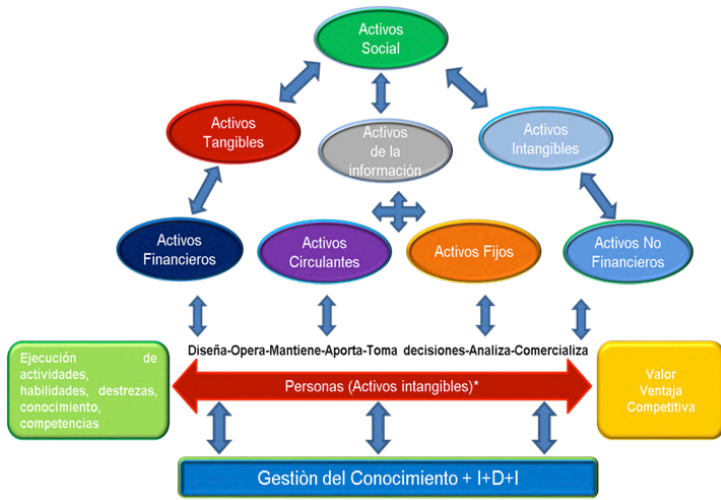 Activos
Social
Activos
Tangibles
Activos
de la
información
Activos
Intangibles
Activos
Financieros
Activos
Circulantes
Activos Fijos
Activos No
Financieros
Diseña-Opera-Mantiene-Aporta-Toma decisiones-Analiza-Comercializa
Ejecución de
actividades,
habilidades, destrezas,
conocimiento,
competencias
Personas (Activos intangibles)*
Valor
Ventaja
Competitiva
Gestiòn del Conocimiento + I+D+I